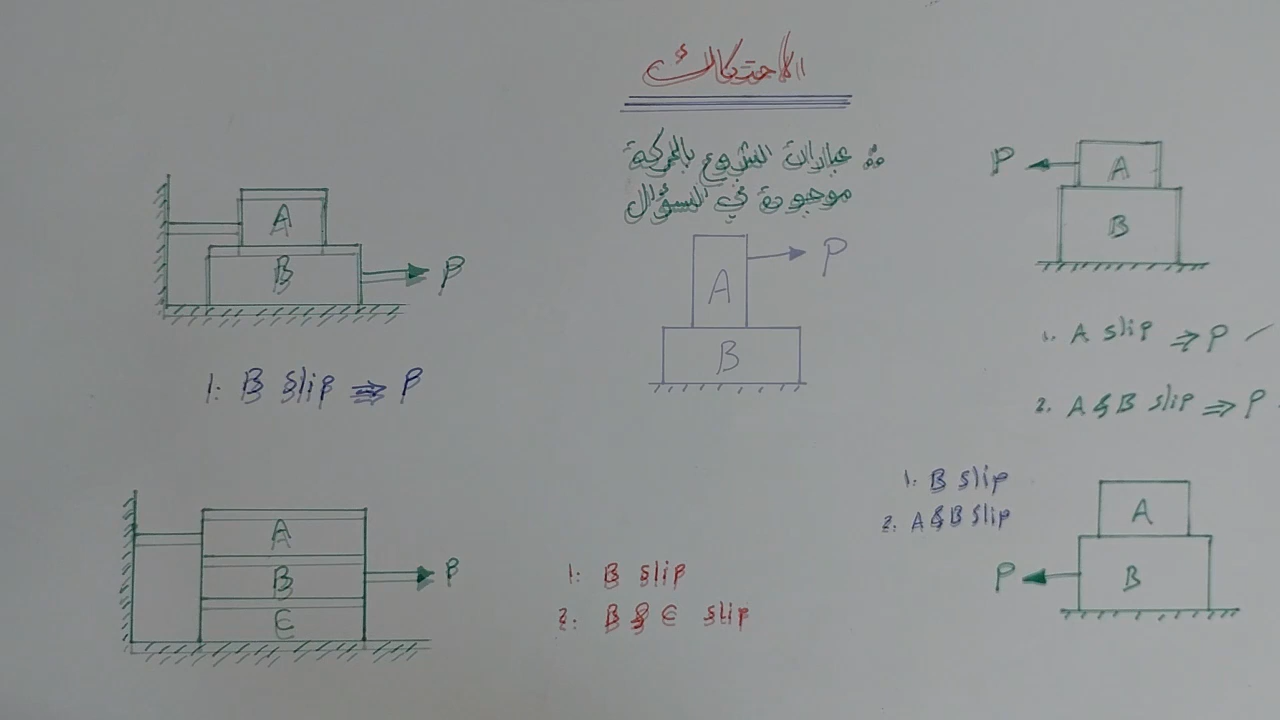 الاحتكاك
∴ عبارات الشروع بالحركة
موجودة في السؤال
A
B
P
1: B slip ⇒ P
A
B
P
P
A
B
1. A slip ⇒ P
2. A & B slip ⇒ P
A
B
C
P
1: B slip
2: B & C slip
1: B slip
2. A & B slip
A
P
B